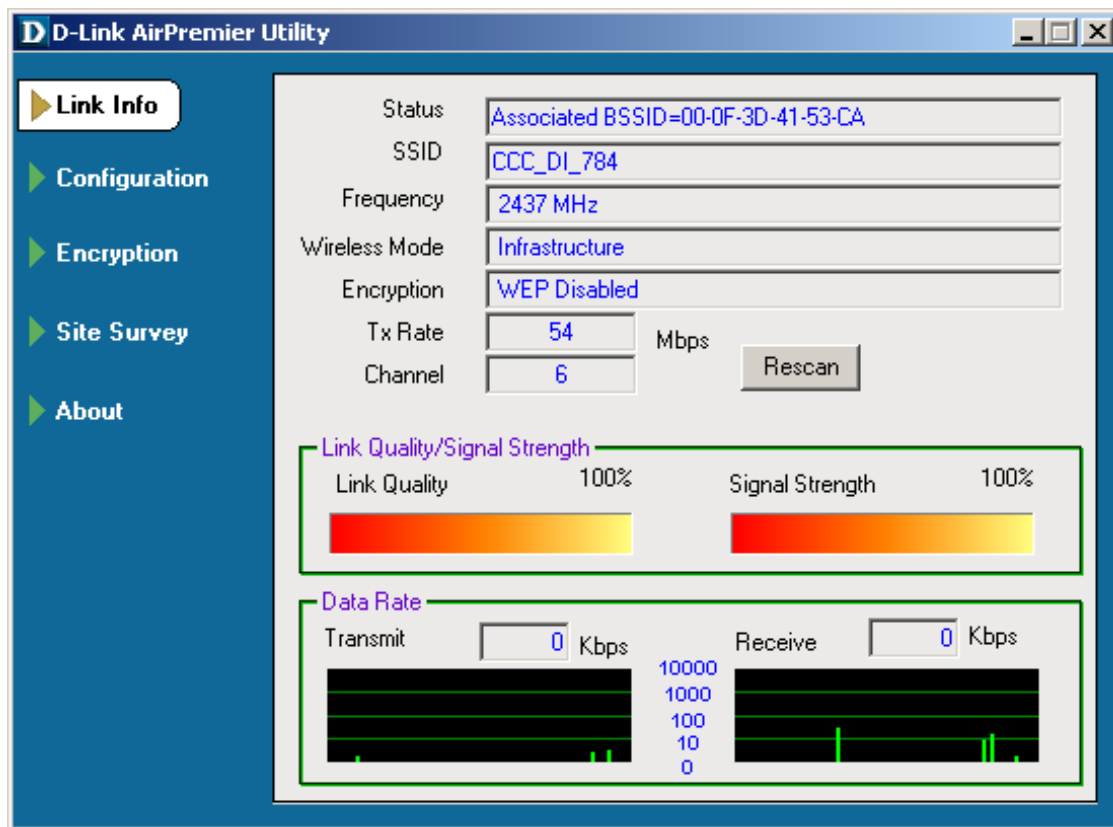 D-Link AirPremier Utility
Link Info
Configuration
Encryption
Site Survey
About
Status Associated BSSID=00-0F-3D-41-53-CA
SSID CCC_DI_784
Frequency 2437 MHz
Wireless Mode Infrastructure
Encryption WEP Disabled
Tx Rate 54 Mbps
Channel 6
Rescan
Link Quality/Signal Strength
Link Quality 100% Signal Strength 100%
Data Rate
Transmit 0 Kbps Receive 0 Kbps
10000
1000
100
10
0